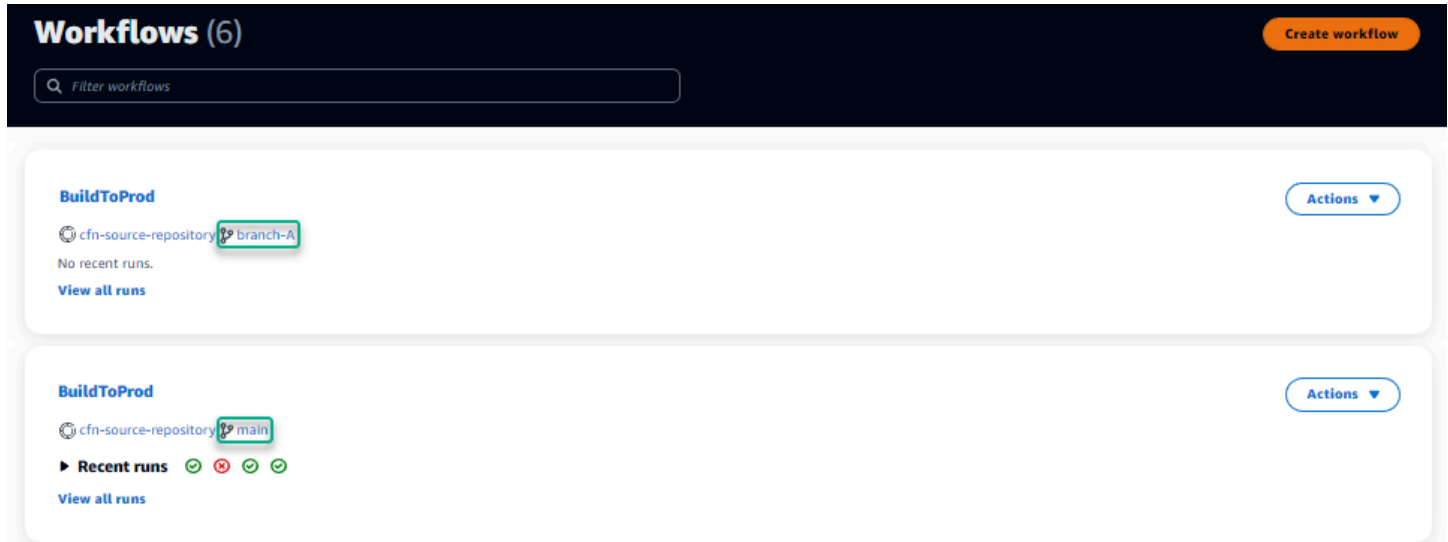 Workflows (6)
Create workflow
Filter workflows
BuildToProd
Actions
cfn-source-repository branch-A
No recent runs.
View all runs
BuildToProd
Actions
cfn-source-repository main
Recent runs
View all runs